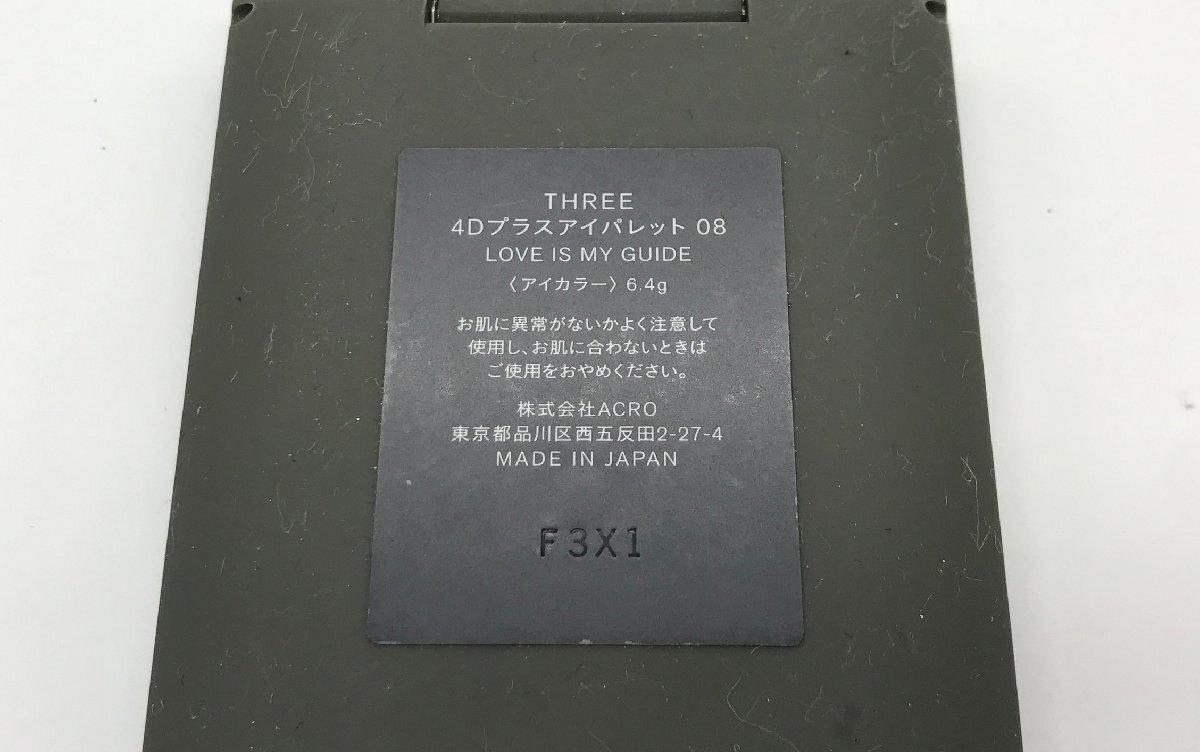 THREE
4Dプラスアイパレット 08
LOVE IS MY GUIDE
〈アイカラー〉6.4g
お肌に異常がないかよく注意して
使用し、お肌に合わないときは
ご使用をおやめください。
株式会社ACRO
東京都品川区西五反田2-27-4
MADE IN JAPAN
F3X1